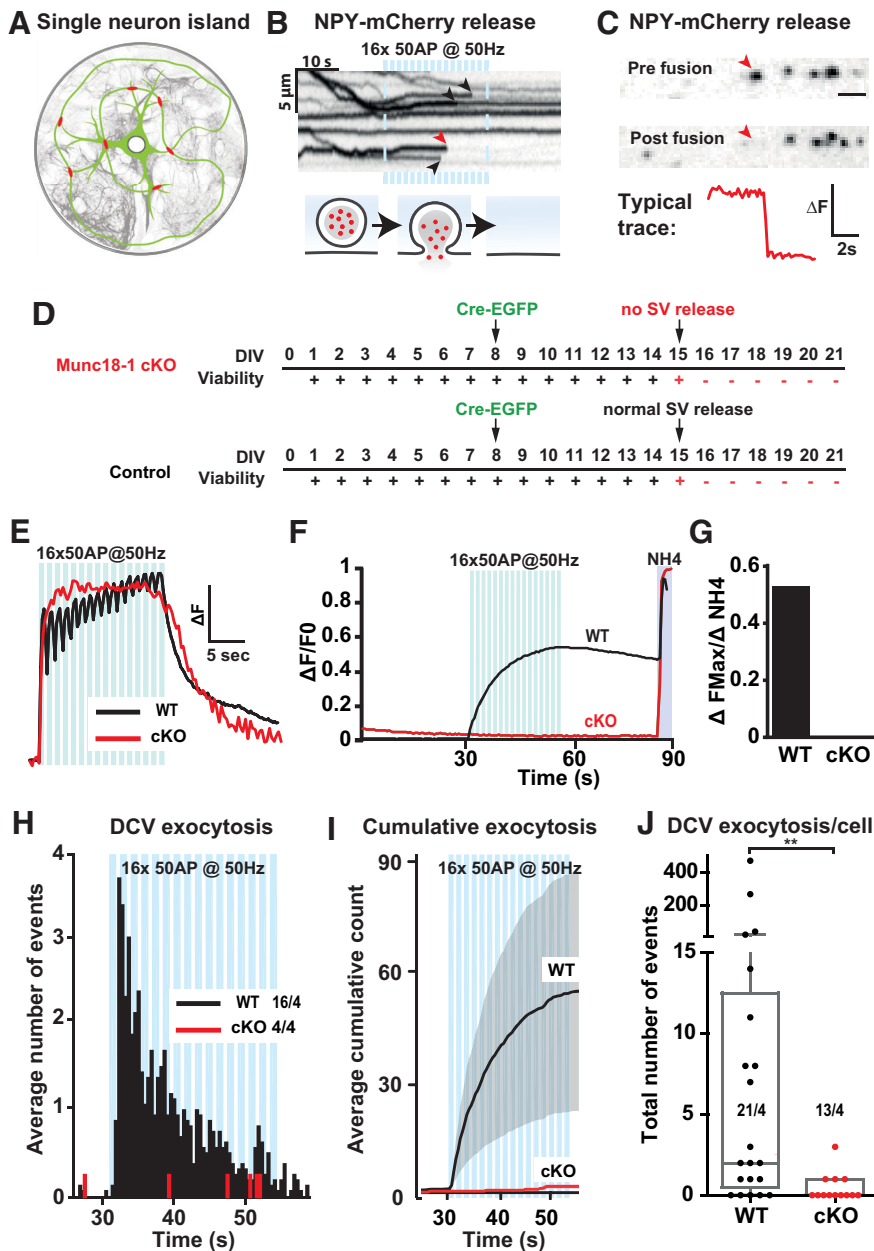 A Single neuron island
B NPY-mCherry release
16x 50AP @ 50Hz
10 s
5 µm
C NPY-mCherry release
Pre fusion
Post fusion
Typical
trace:
ΔF
2s
D
Cre-EGFP no SV release
Munc18-1 cKO
DIV 0 1 2 3 4 5 6 7 8 9 10 11 12 13 14 15 16 17 18 19 20 21
Viability + + + + + + + + + + + + + + + - - - - - -
Cre-EGFP normal SV release
Control
DIV 0 1 2 3 4 5 6 7 8 9 10 11 12 13 14 15 16 17 18 19 20 21
Viability + + + + + + + + + + + + + + + - - - - - -
E
16x50AP@50Hz
ΔF
5 sec
WT
cKO
F
16x50AP@50Hz
NH4
ΔF/F0
1
0.8
0.6
0.4
0.2
0
WT
cKO
30 60 90
Time (s)
G
Δ FMax/Δ NH4
0.6
0.4
0.2
0
WT cKO
H DCV exocytosis
16x 50AP @ 50Hz
Average number of events
4
3
2
1
0
WT 16/4
cKO 4/4
30 40 50
Time (s)
I Cumulative exocytosis
16x 50AP @ 50Hz
Average cumulative count
90
60
30
0
WT
cKO
30 40 50
Time (s)
J DCV exocytosis/cell
**
Total number of events
400
200
15
10
5
0
21/4 13/4
WT cKO